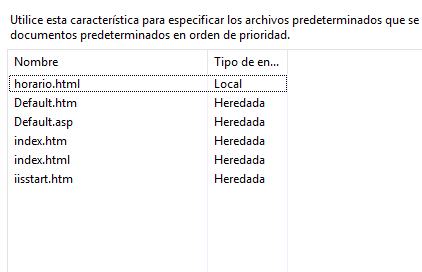 Utilice esta característica para especificar los archivos predeterminados que se
documentos predeterminados en orden de prioridad.
Nombre Tipo de en...
horario.html Local
Default.htm Heredada
Default.asp Heredada
index.htm Heredada
index.html Heredada
iisstart.htm Heredada